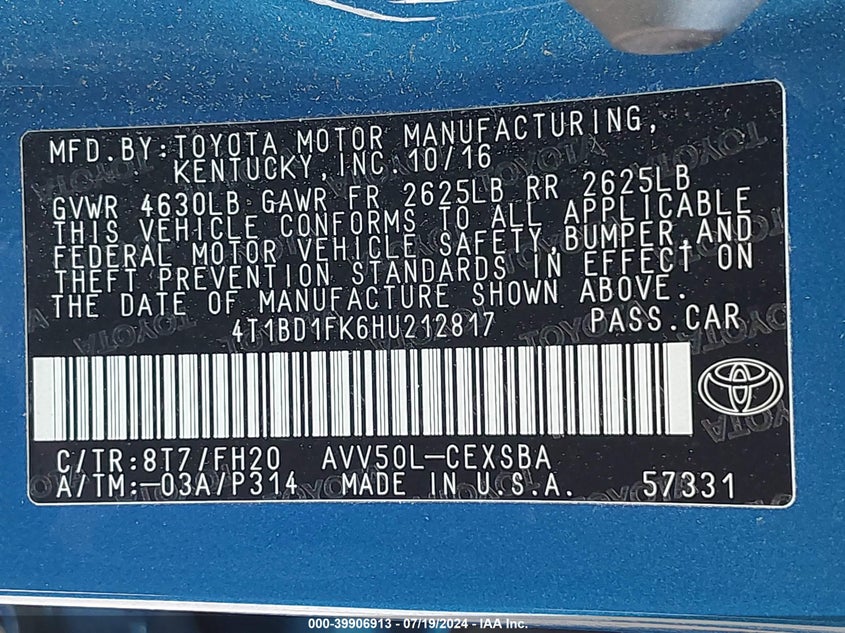 MFD.BY:TOYOTA MOTOR MANUFACTURING,
KENTUCKY,INC.10/16
GVWR 4630LB GAWR FR 2625LB RR 2625LB
THIS VEHICLE CONFORMS TO ALL APPLICABLE
FEDERAL MOTOR VEHICLE SAFETY,BUMPER,AND
THEFT PREVENTION STANDARDS IN EFFECT ON
THE DATE OF MANUFACTURE SHOWN ABOVE.
4T1BD1FK6HU212817 PASS.CAR
C/TR:8T7/FH20 AVV50L-CEXSBA
A/TM:-03A/P314 MADE IN U.S.A. 57331
000-39906913 - 07/19/2024 - IAA Inc.